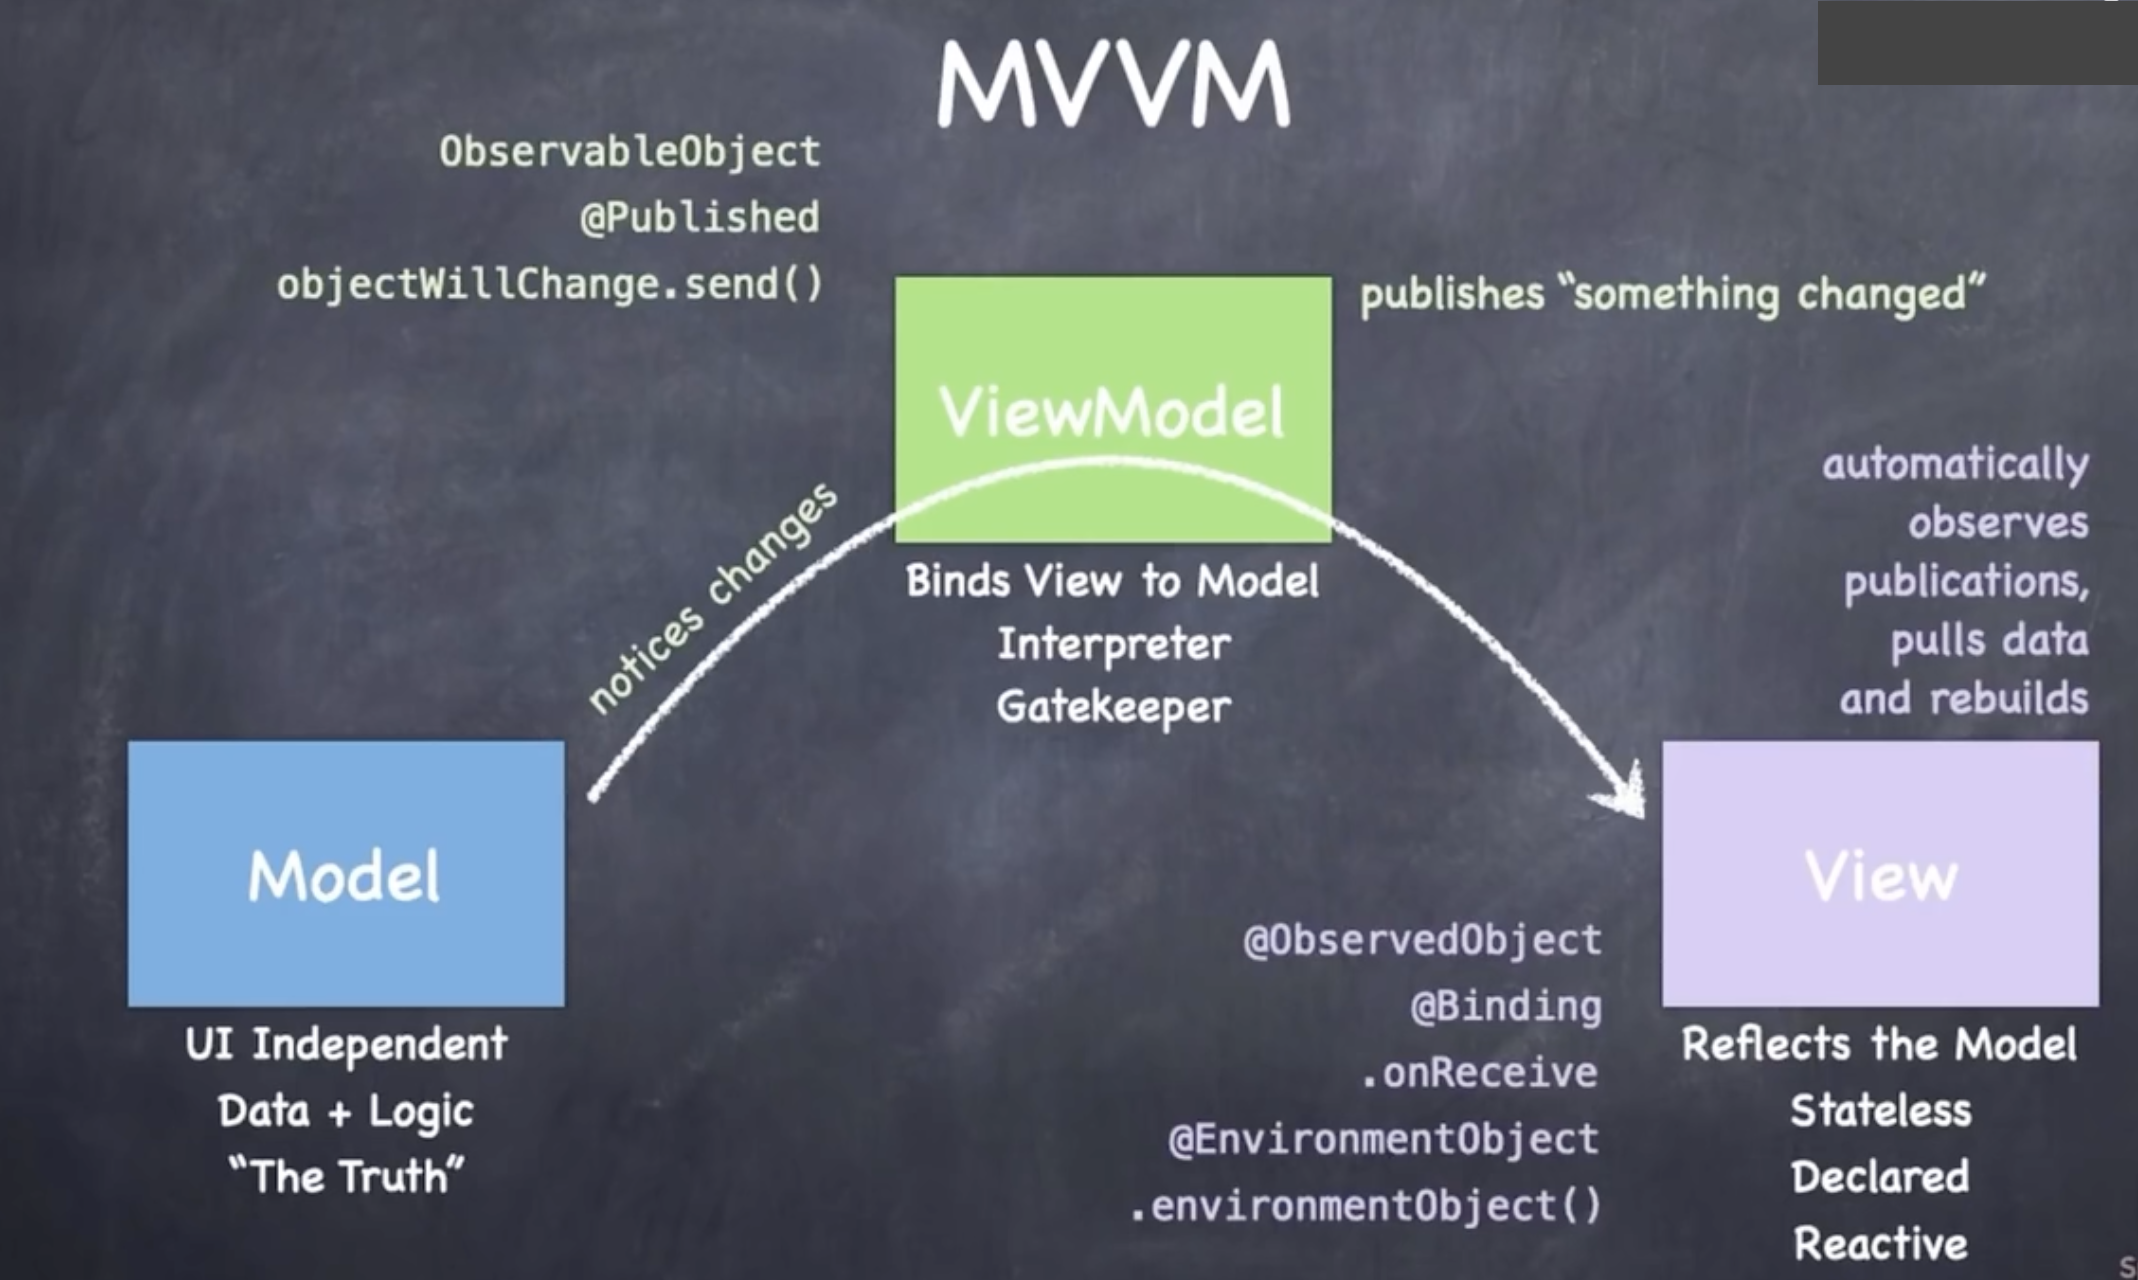 MVVM
ObservableObject
@Published
objectWillChange.send()
publishes “something changed”
ViewModel
notices changes
Binds View to Model
Interpreter
Gatekeeper
automatically
observes
publications,
pulls data
and rebuilds
Model
UI Independent
Data + Logic
“The Truth”
@ObservedObject
@Binding
.onReceive
@EnvironmentObject
.environmentObject()
View
Reflects the Model
Stateless
Declared
Reactive